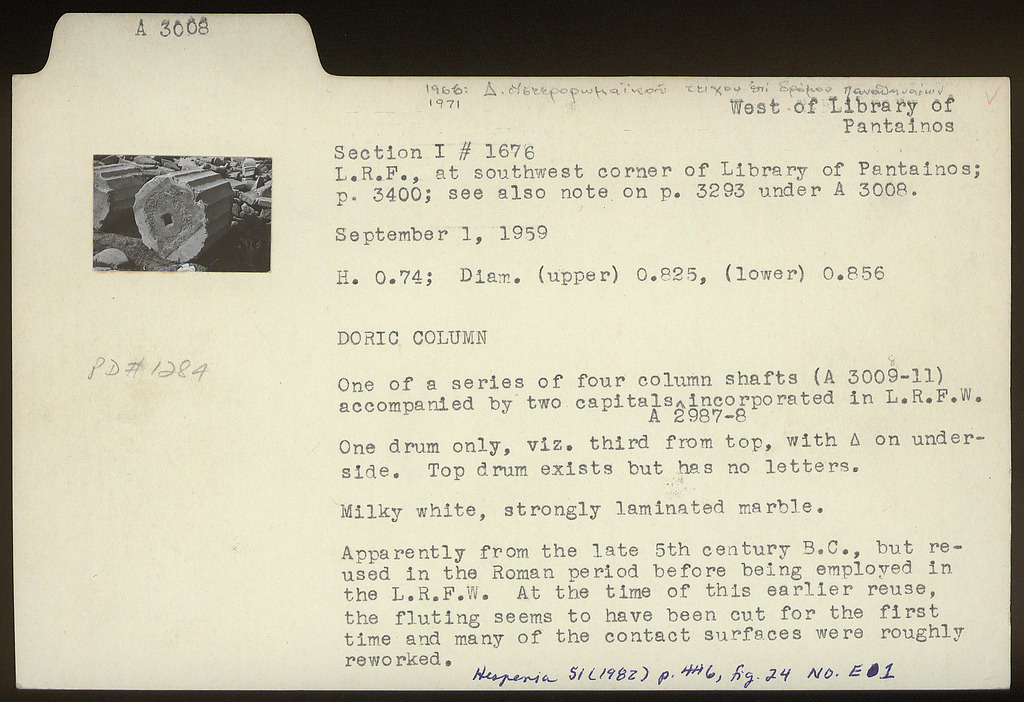 A 3008
1966: Δ. ὑστερορωμαϊκοῦ τείχου ἐπὶ δρόμου Παναθηναίων
1971
West of Library of
Pantainos
Section I # 1676
L.R.F., at southwest corner of Library of Pantainos;
p. 3400; see also note on p. 3293 under A 3008.
September 1, 1959
H. 0.74; Diam. (upper) 0.825, (lower) 0.856
DORIC COLUMN
PD# 1284
8
One of a series of four column shafts (A 3009-11)
accompanied by two capitals^incorporated in L.R.F.W.
A 2987-8
One drum only, viz. third from top, with Δ on under-
side. Top drum exists but has no letters.
Milky white, strongly laminated marble.
Apparently from the late 5th century B.C., but re-
used in the Roman period before being employed in
the L.R.F.W. At the time of this earlier reuse,
the fluting seems to have been cut for the first
time and many of the contact surfaces were roughly
reworked.
Hesperia 51(1982) p. 446, fig. 24 NO. E 1